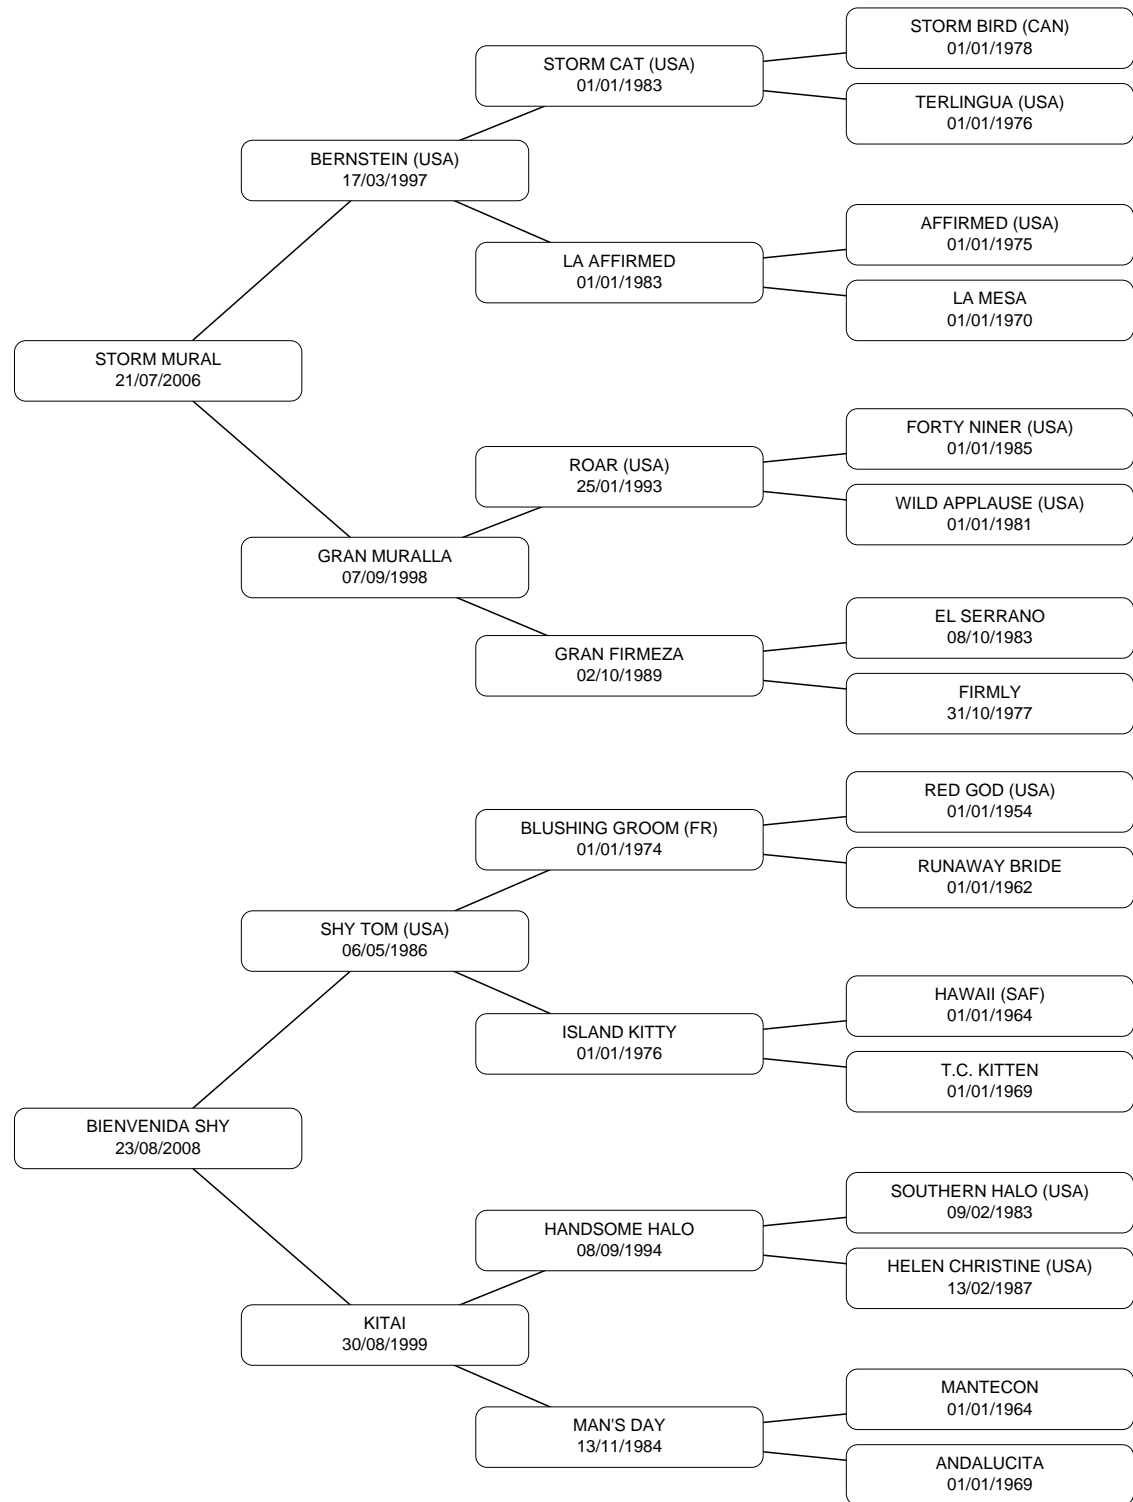 STORM BIRD (CAN)
01/01/1978
STORM CAT (USA)
01/01/1983
TERLINGUA (USA)
01/01/1976
BERNSTEIN (USA)
17/03/1997
AFFIRMED (USA)
01/01/1975
LA AFFIRMED
01/01/1983
LA MESA
01/01/1970
STORM MURAL
21/07/2006
FORTY NINER (USA)
01/01/1985
ROAR (USA)
25/01/1993
WILD APPLAUSE (USA)
01/01/1981
GRAN MURALLA
07/09/1998
EL SERRANO
08/10/1983
GRAN FIRMEZA
02/10/1989
FIRMLY
31/10/1977
RED GOD (USA)
01/01/1954
BLUSHING GROOM (FR)
01/01/1974
RUNAWAY BRIDE
01/01/1962
SHY TOM (USA)
06/05/1986
HAWAII (SAF)
01/01/1964
ISLAND KITTY
01/01/1976
T.C. KITTEN
01/01/1969
BIENVENIDA SHY
23/08/2008
SOUTHERN HALO (USA)
09/02/1983
HANDSOME HALO
08/09/1994
HELEN CHRISTINE (USA)
13/02/1987
KITAI
30/08/1999
MANTECON
01/01/1964
MAN'S DAY
13/11/1984
ANDALUCITA
01/01/1969